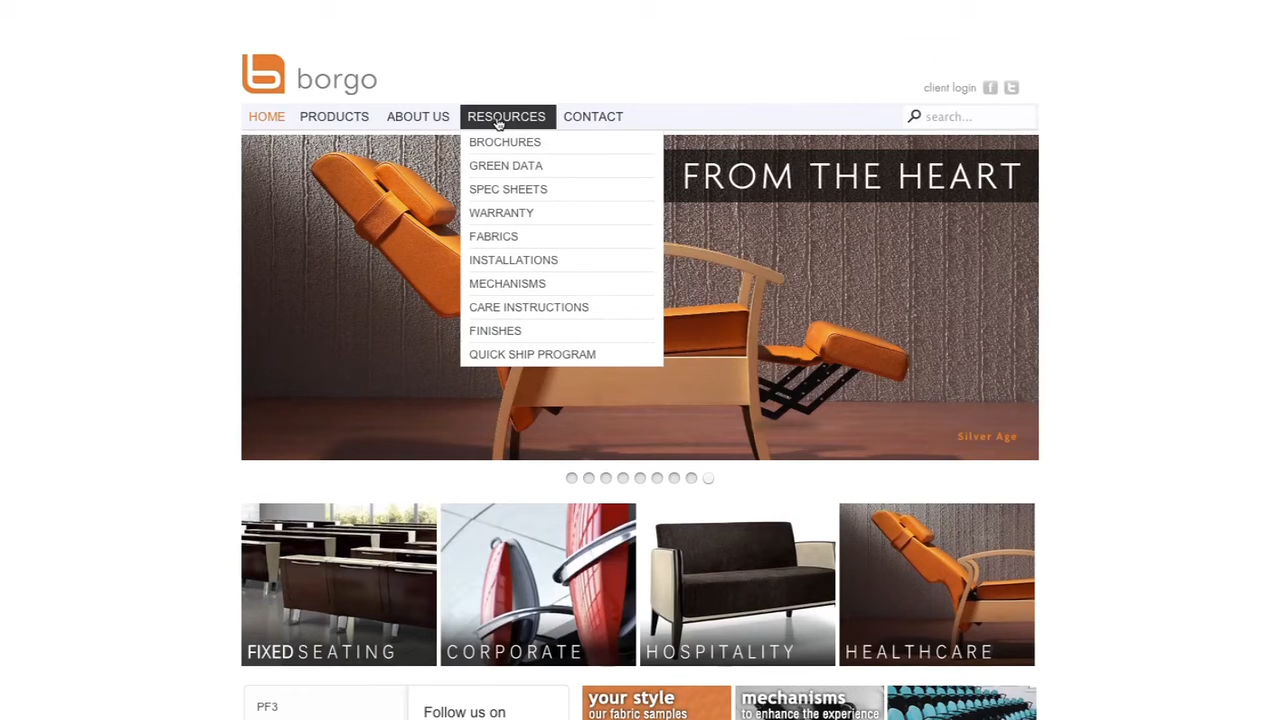 b borgo
client login f t
HOME PRODUCTS ABOUT US RESOURCES CONTACT search...
BROCHURES
GREEN DATA
SPEC SHEETS
WARRANTY
FABRICS
INSTALLATIONS
MECHANISMS
CARE INSTRUCTIONS
FINISHES
QUICK SHIP PROGRAM
FROM THE HEART
Silver Age
FIXED SEATING
CORPORATE
HOSPITALITY
HEALTHCARE
PF3
Follow us on
your style
our fabric samples
mechanisms
to enhance the experience